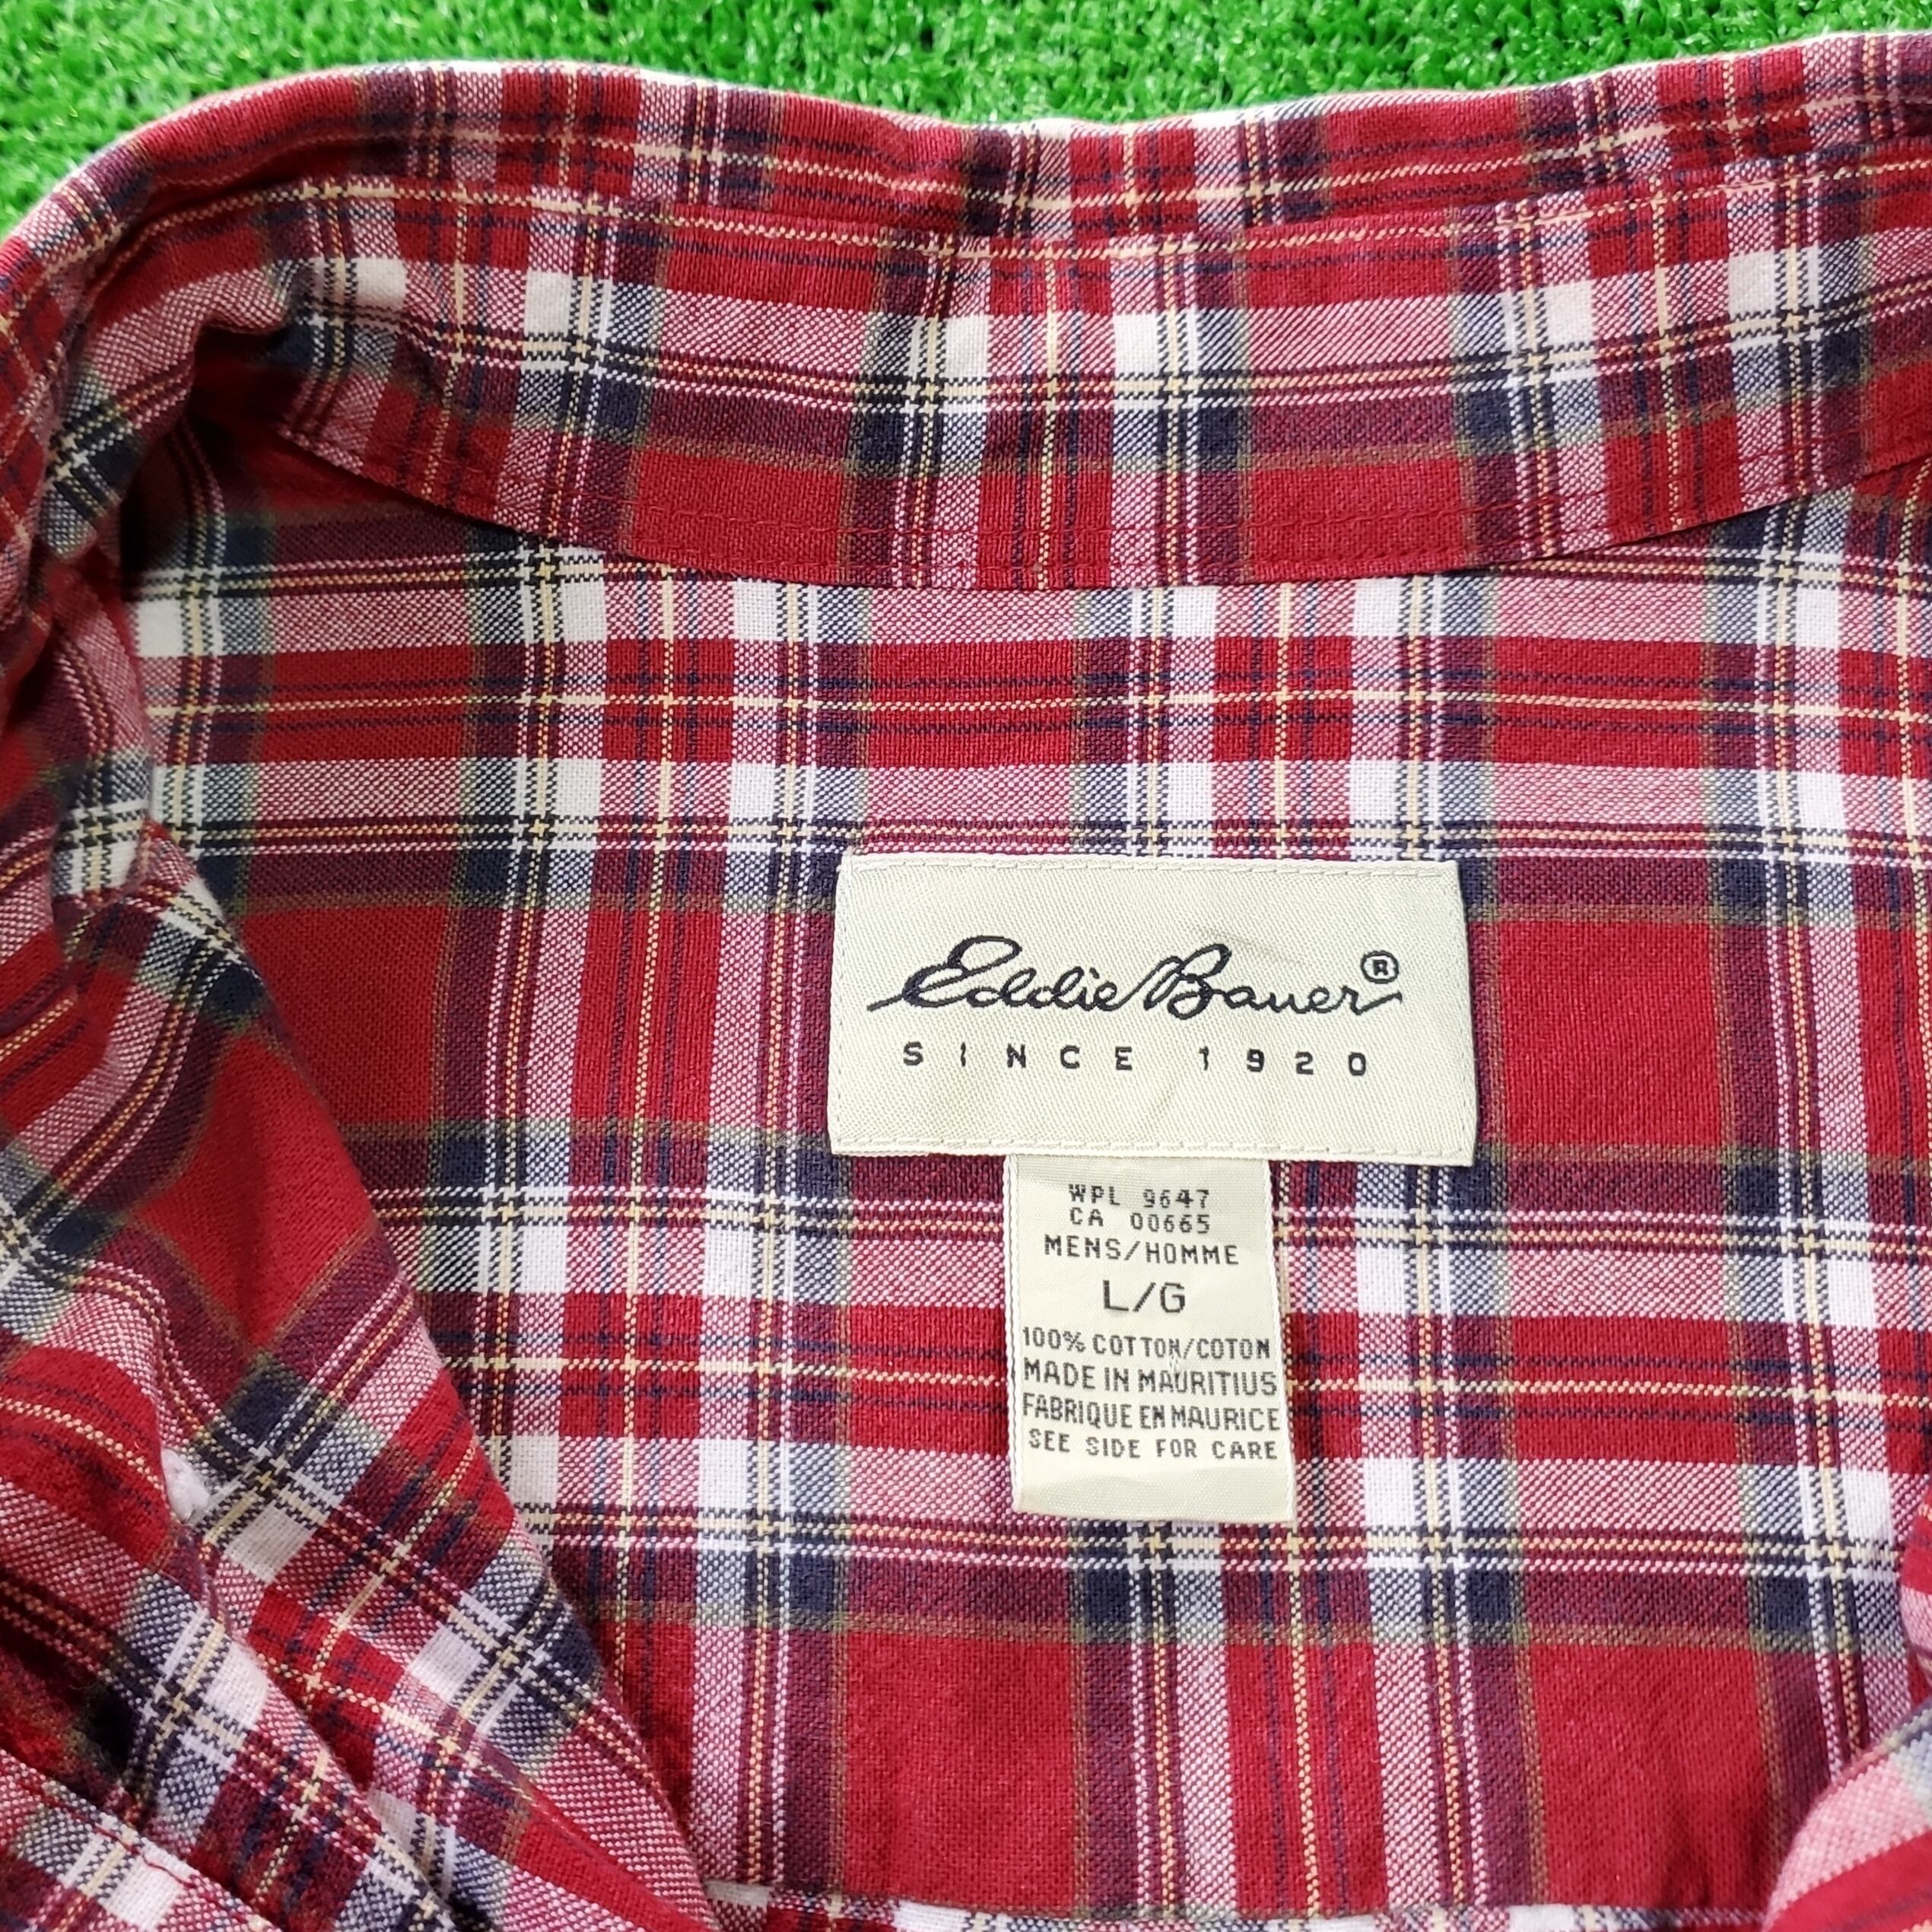 Eddie Bauer®
SINCE 1920
WPL 9647
CA 00665
MENS/HOMME
L/G
100% COTTON/COTON
MADE IN MAURITIUS
FABRIQUE EN MAURICE
SEE SIDE FOR CARE